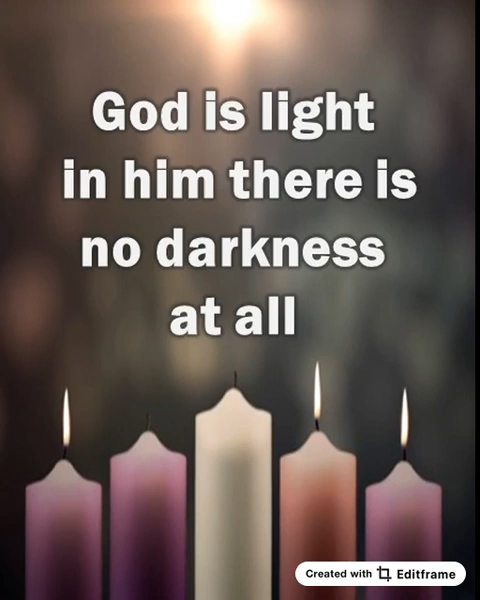 God is light
in him there is
no darkness
at all
Created with Editframe